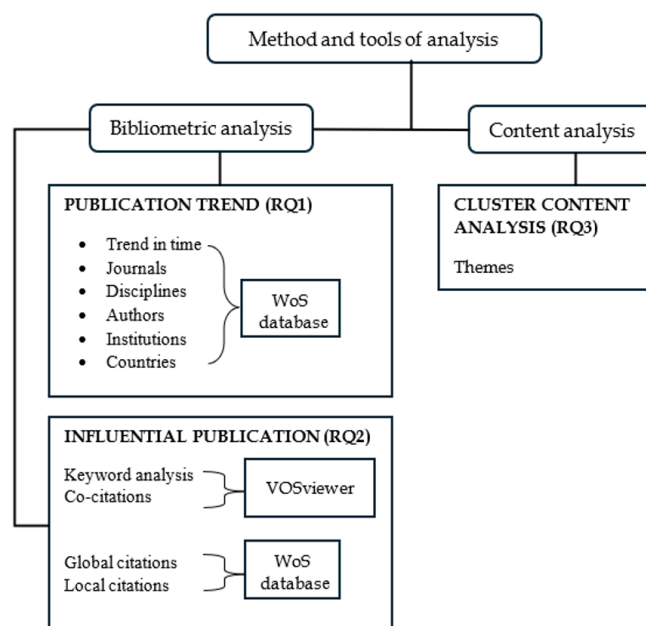 Method and tools of analysis
Bibliometric analysis
Content analysis
PUBLICATION TREND (RQ1)
• Trend in time
• Journals
• Disciplines
• Authors
• Institutions
• Countries
WoS
database
CLUSTER CONTENT
ANALYSIS (RQ3)
Themes
INFLUENTIAL PUBLICATION (RQ2)
Keyword analysis
Co-citations
VOSviewer
Global citations
Local citations
WoS
database